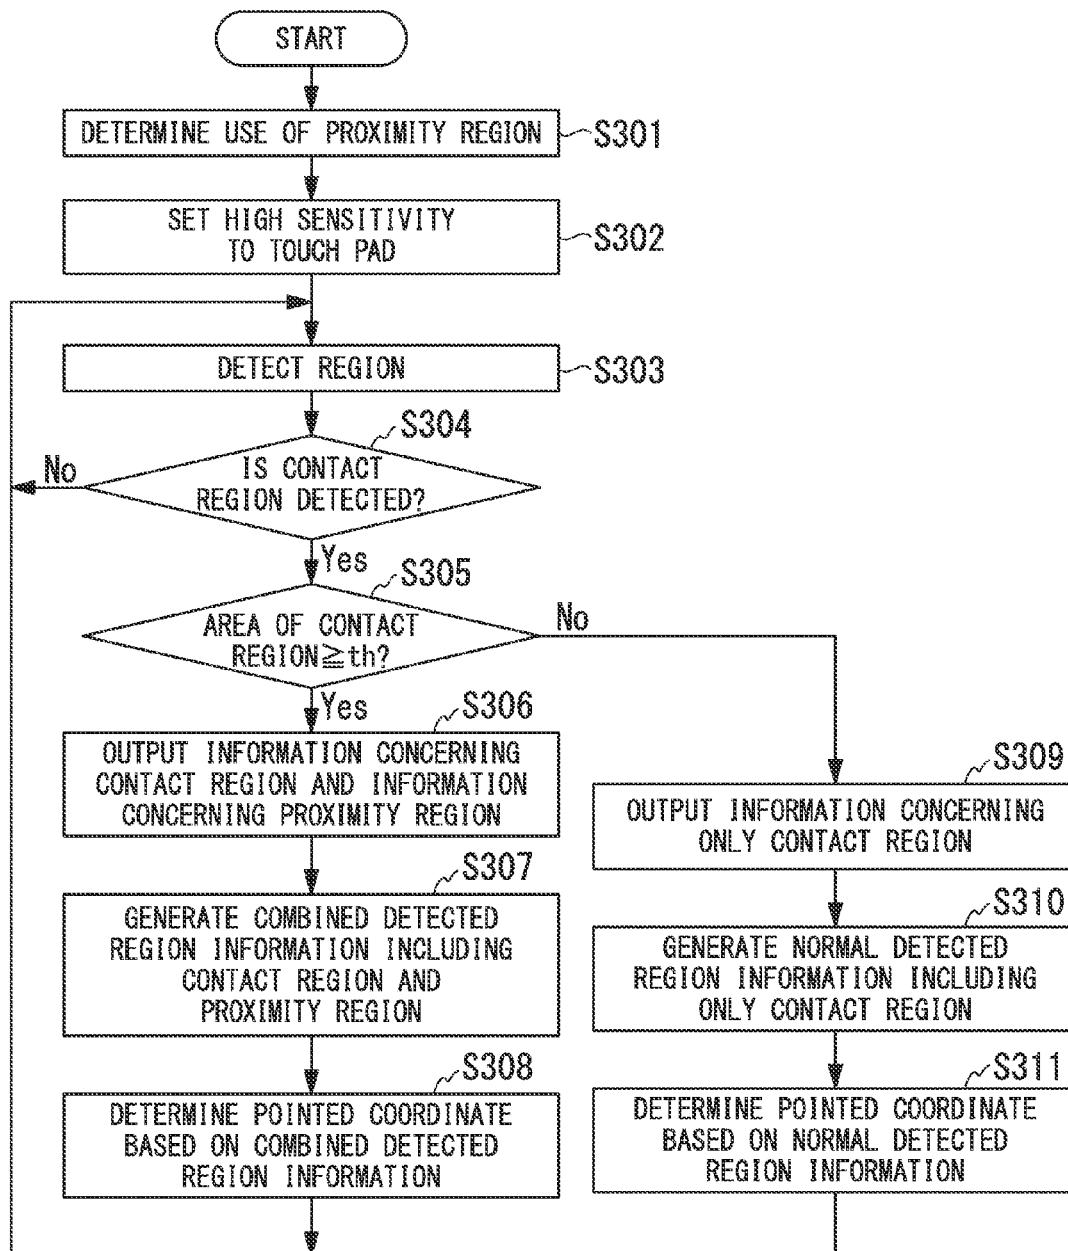 START
DETERMINE USE OF PROXIMITY REGION
S301
SET HIGH SENSITIVITY
TO TOUCH PAD
S302
DETECT REGION
S303
S304
No
IS CONTACT
REGION DETECTED?
Yes
S305
AREA OF CONTACT
REGION≧th?
No
Yes
S306
OUTPUT INFORMATION CONCERNING
CONTACT REGION AND INFORMATION
CONCERNING PROXIMITY REGION
S307
GENERATE COMBINED DETECTED
REGION INFORMATION INCLUDING
CONTACT REGION AND
PROXIMITY REGION
S308
DETERMINE POINTED COORDINATE
BASED ON COMBINED DETECTED
REGION INFORMATION
S309
OUTPUT INFORMATION CONCERNING
ONLY CONTACT REGION
S310
GENERATE NORMAL DETECTED
REGION INFORMATION INCLUDING
ONLY CONTACT REGION
S311
DETERMINE POINTED COORDINATE
BASED ON NORMAL DETECTED
REGION INFORMATION